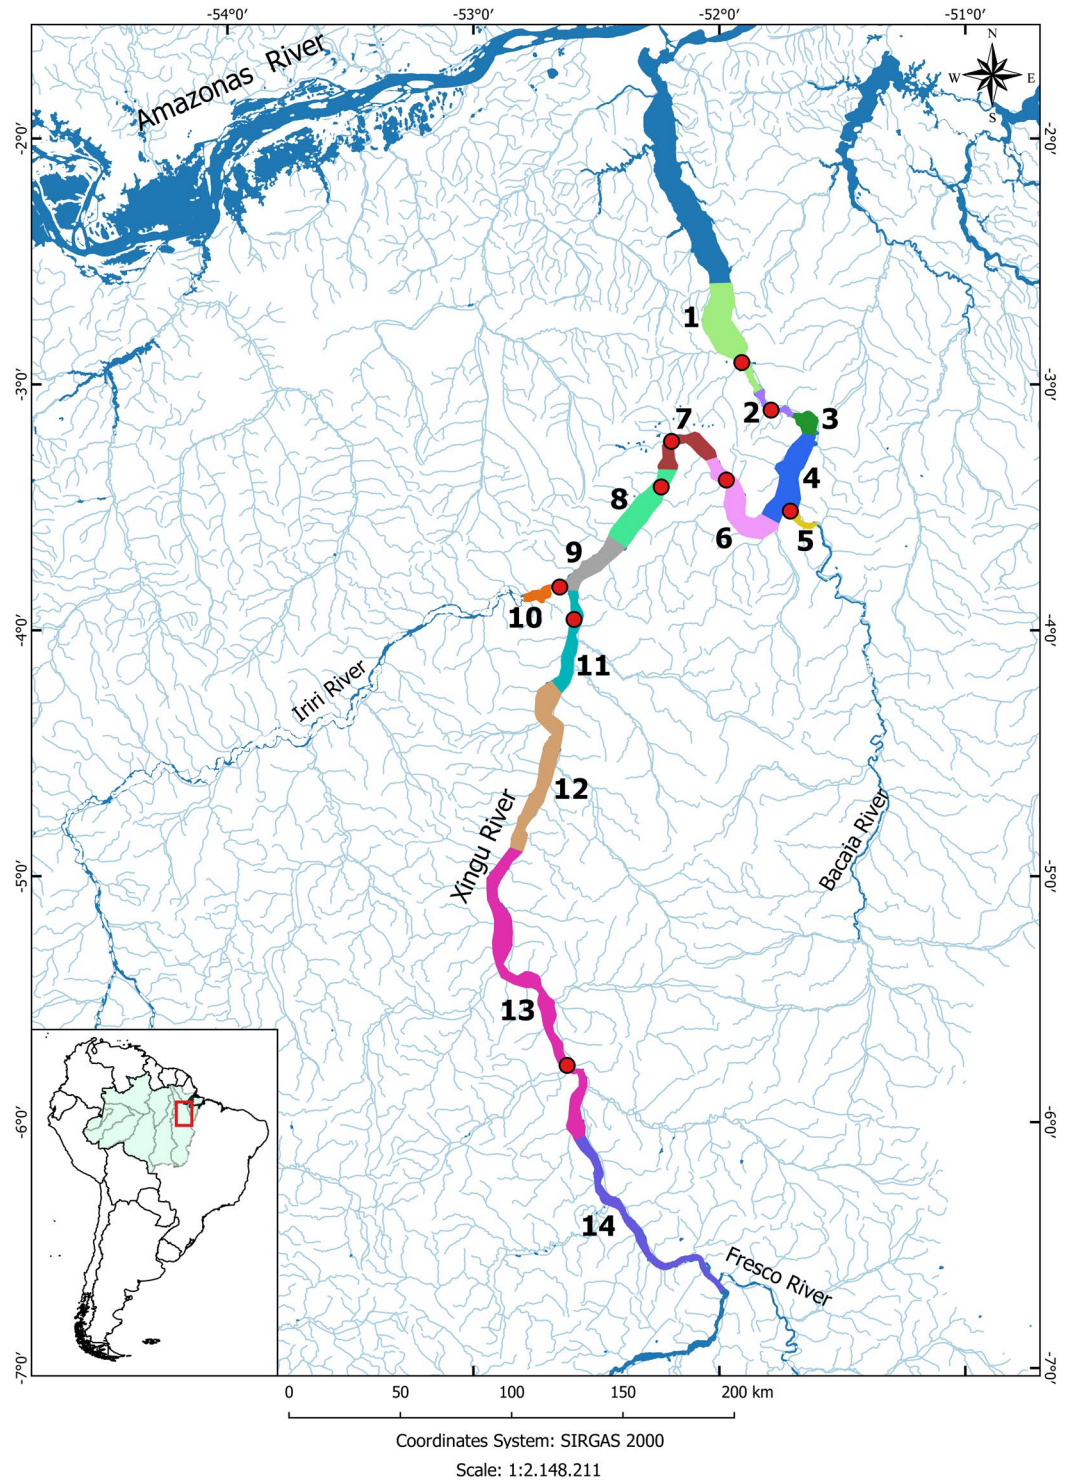 -54°0' -53°0' -52°0' -51°0'
N
W E
S
Amazonas River
-2°0' -2°0'
1
-3°0' -3°0'
2
3
7
4
8
5
6
9
10
-4°0' -4°0'
11
Iriri River
12
Xingu River
Bacaja River
-5°0' -5°0'
13
-6°0' -6°0'
14
Fresco River
-7°0' -7°0'
0 50 100 150 200 km
Coordinates System: SIRGAS 2000
Scale: 1:2.148.211